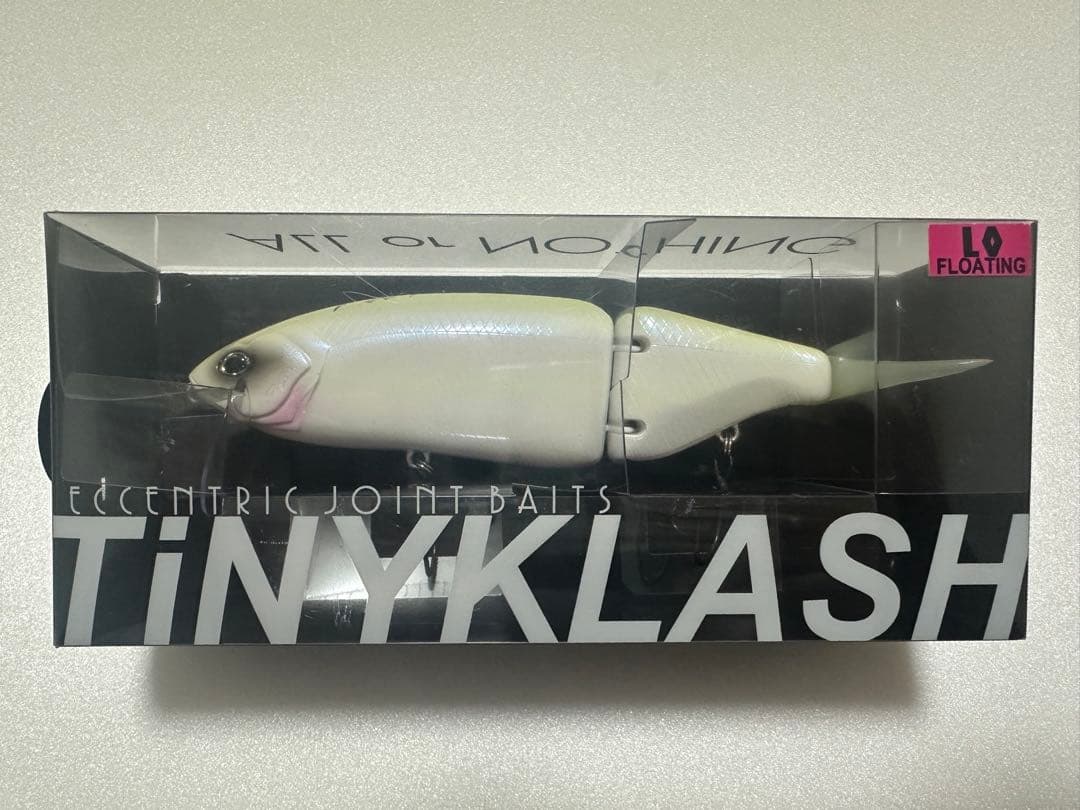 ALL or NOTHING
LO
FLOATING
ECCENTRIC JOINT BAITS
TiNYKLASH